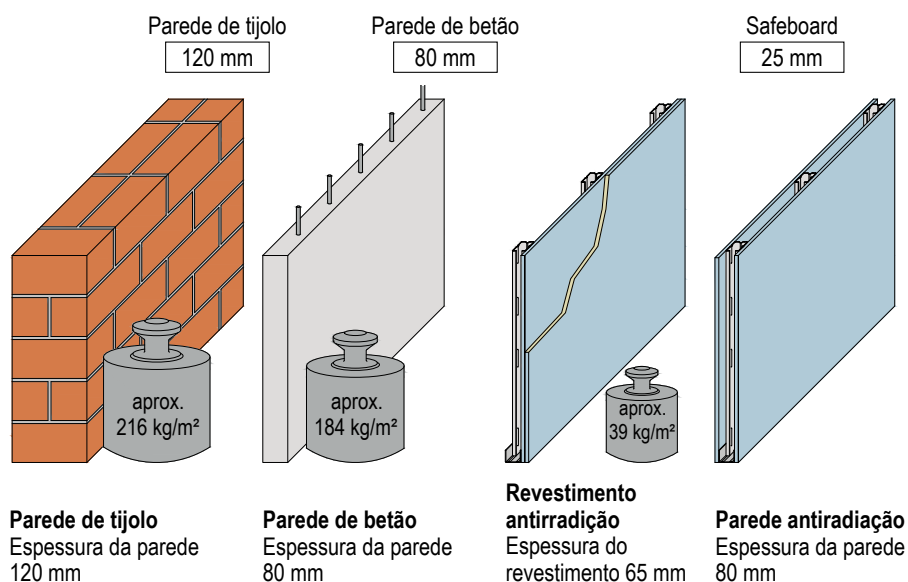 Parede de tijolo
120 mm
Parede de betão
80 mm
Safeboard
25 mm
aprox.
216 kg/m²
aprox.
184 kg/m²
aprox.
39 kg/m²
Parede de tijolo
Espessura da parede
120 mm
Parede de betão
Espessura da parede
80 mm
Revestimento
antirradição
Espessura do
revestimento 65 mm
Parede antiradiação
Espessura da parede
80 mm